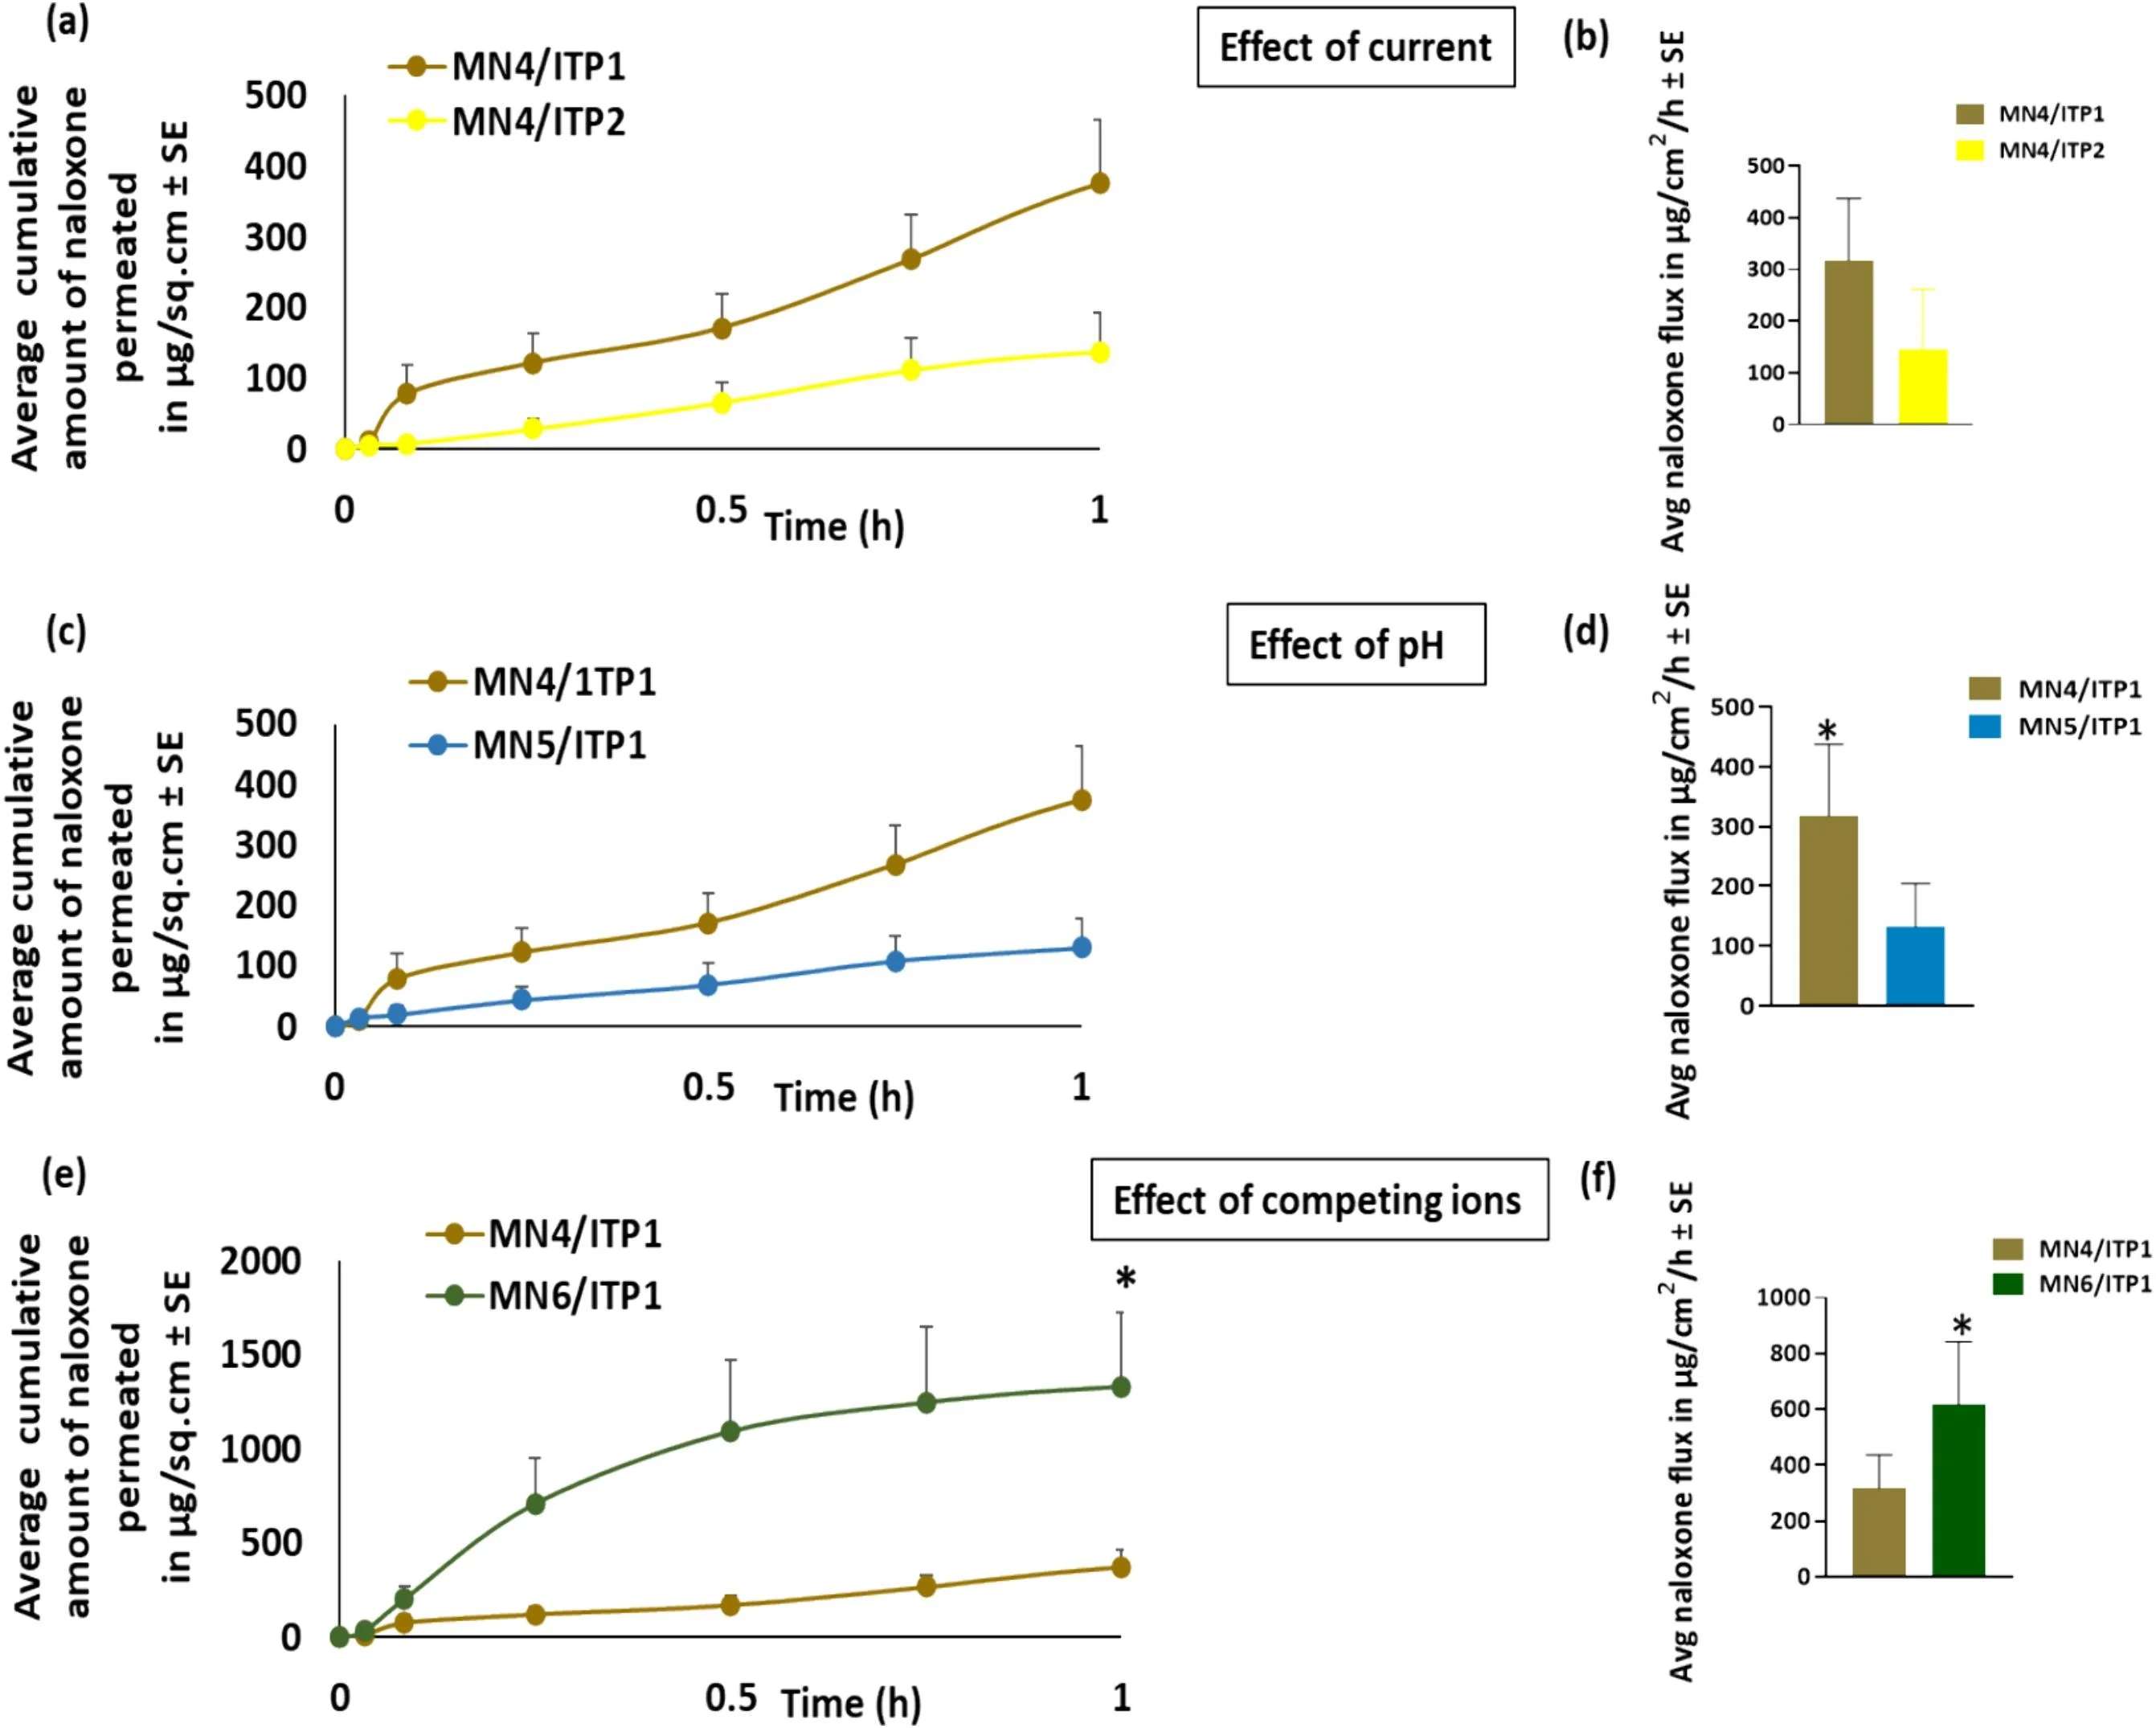 (a)
Effect of current
(b)
MN4/ITP1
MN4/ITP2
Average cumulative
amount of naloxone
permeated
in µg/sq.cm ± SE
500
400
300
200
100
0
0
0.5
1
Time (h)
Avg naloxone flux in µg/cm²/h ± SE
MN4/ITP1
MN4/ITP2
500
400
300
200
100
0
(c)
Effect of pH
(d)
MN4/1TP1
MN5/ITP1
Average cumulative
amount of naloxone
permeated
in µg/sq.cm ± SE
500
400
300
200
100
0
0
0.5
1
Time (h)
Avg naloxone flux in µg/cm²/h ± SE
MN4/ITP1
MN5/ITP1
500
400
300
200
100
0
*
(e)
Effect of competing ions
(f)
MN4/ITP1
MN6/ITP1
Average cumulative
amount of naloxone
permeated
in µg/sq.cm ± SE
2000
1500
1000
500
0
*
0
0.5
1
Time (h)
Avg naloxone flux in µg/cm²/h ± SE
MN4/ITP1
MN6/ITP1
1000
800
600
400
200
0
*